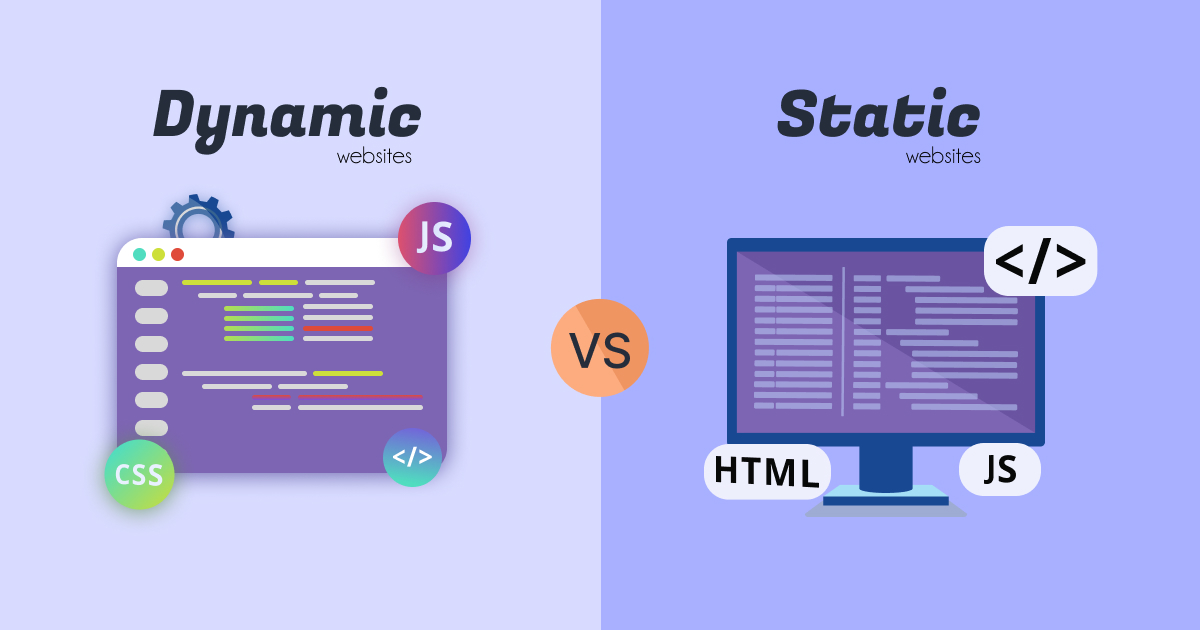 Dynamic
websites
JS
CSS
</>
VS
Static
websites
</>
HTML
JS